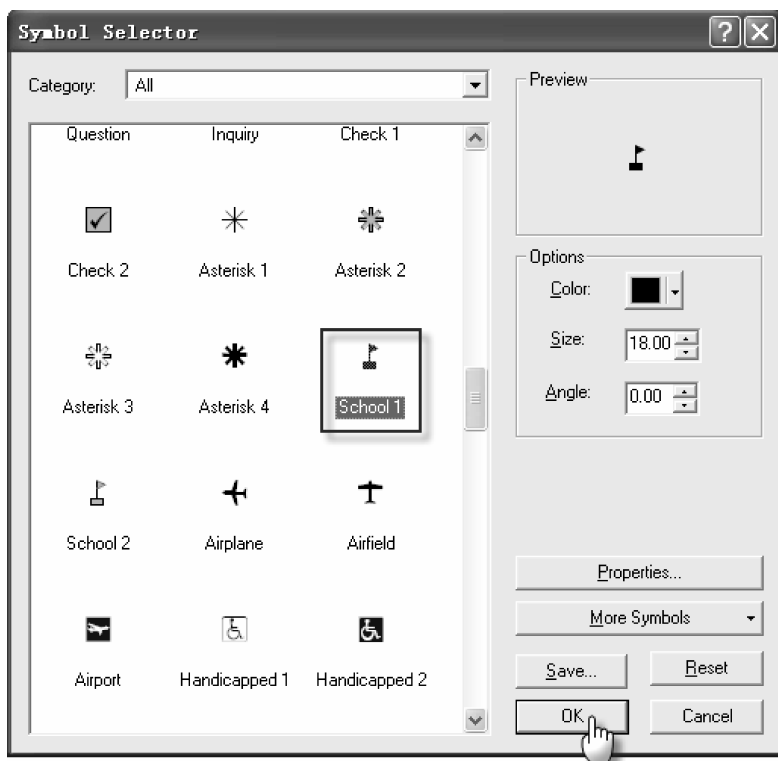 Symbol Selector
Category: All
Question Inquiry Check 1
Check 2 Asterisk 1 Asterisk 2
Asterisk 3 Asterisk 4 School 1
School 2 Airplane Airfield
Airport Handicapped 1 Handicapped 2
Preview
Options
Color:
Size: 18.00
Angle: 0.00
Properties...
More Symbols
Save... Reset
OK Cancel